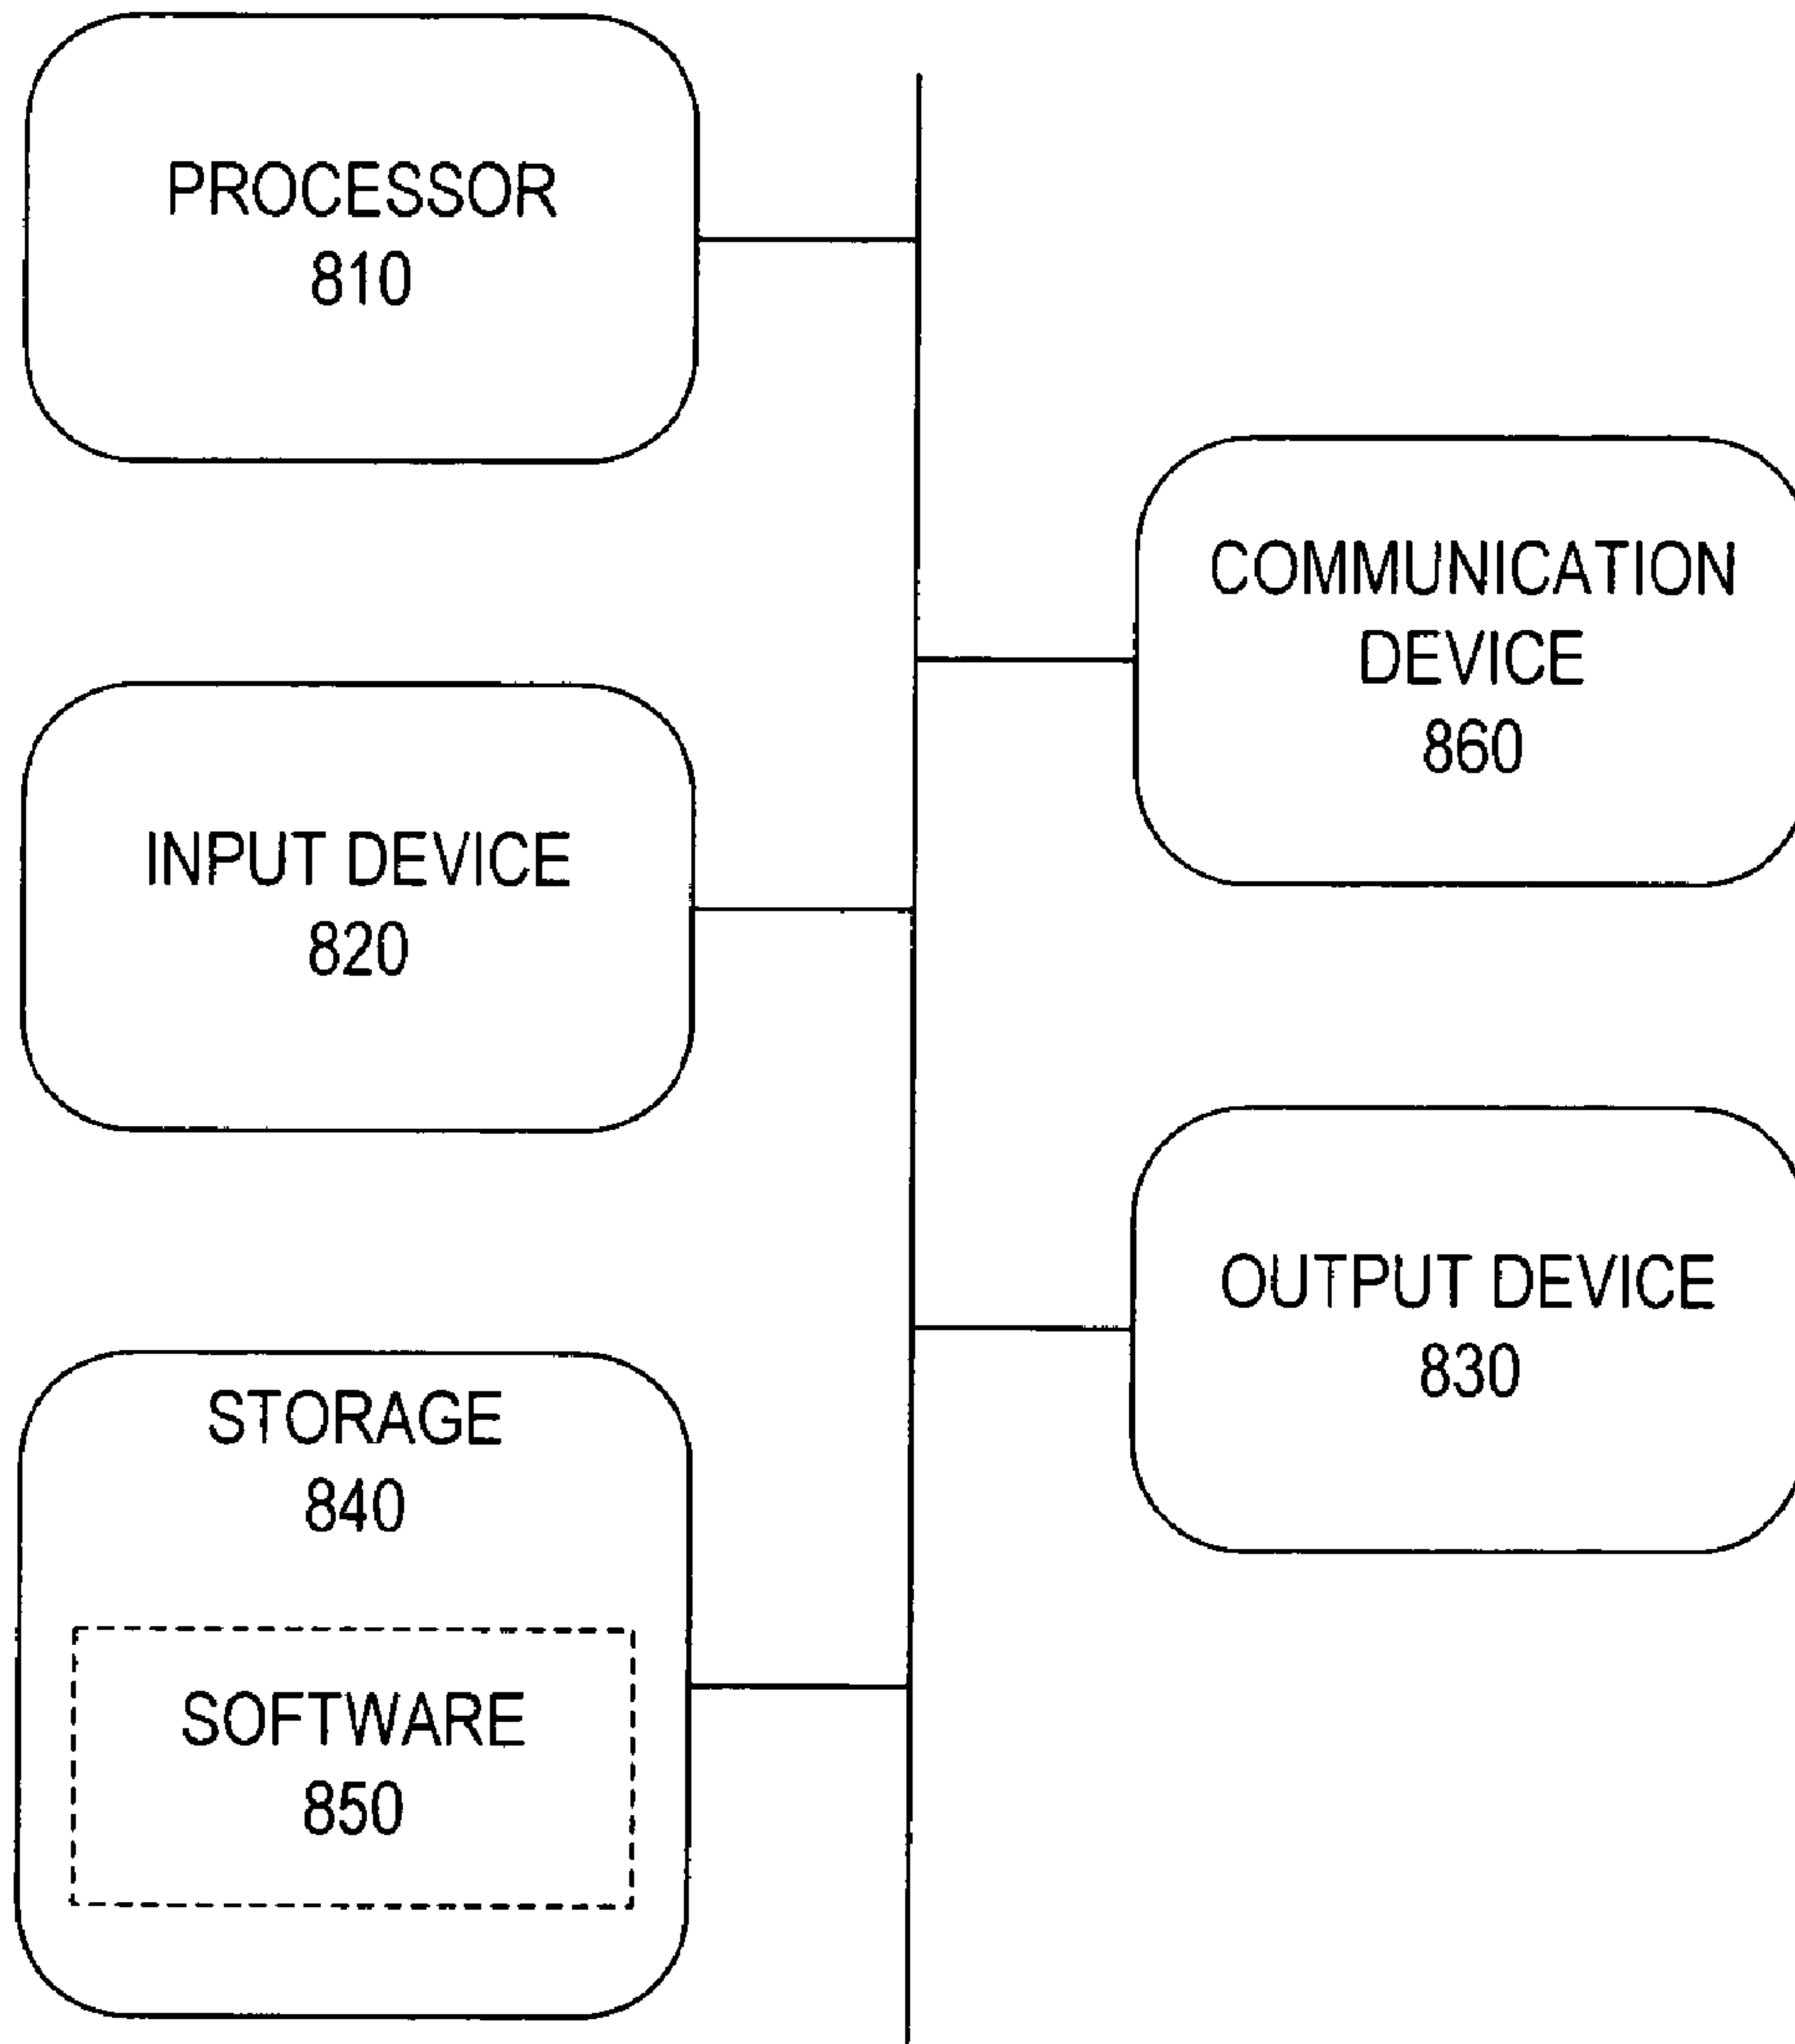 PROCESSOR
810
COMMUNICATION
DEVICE
860
INPUT DEVICE
820
OUTPUT DEVICE
830
STORAGE
840
SOFTWARE
850